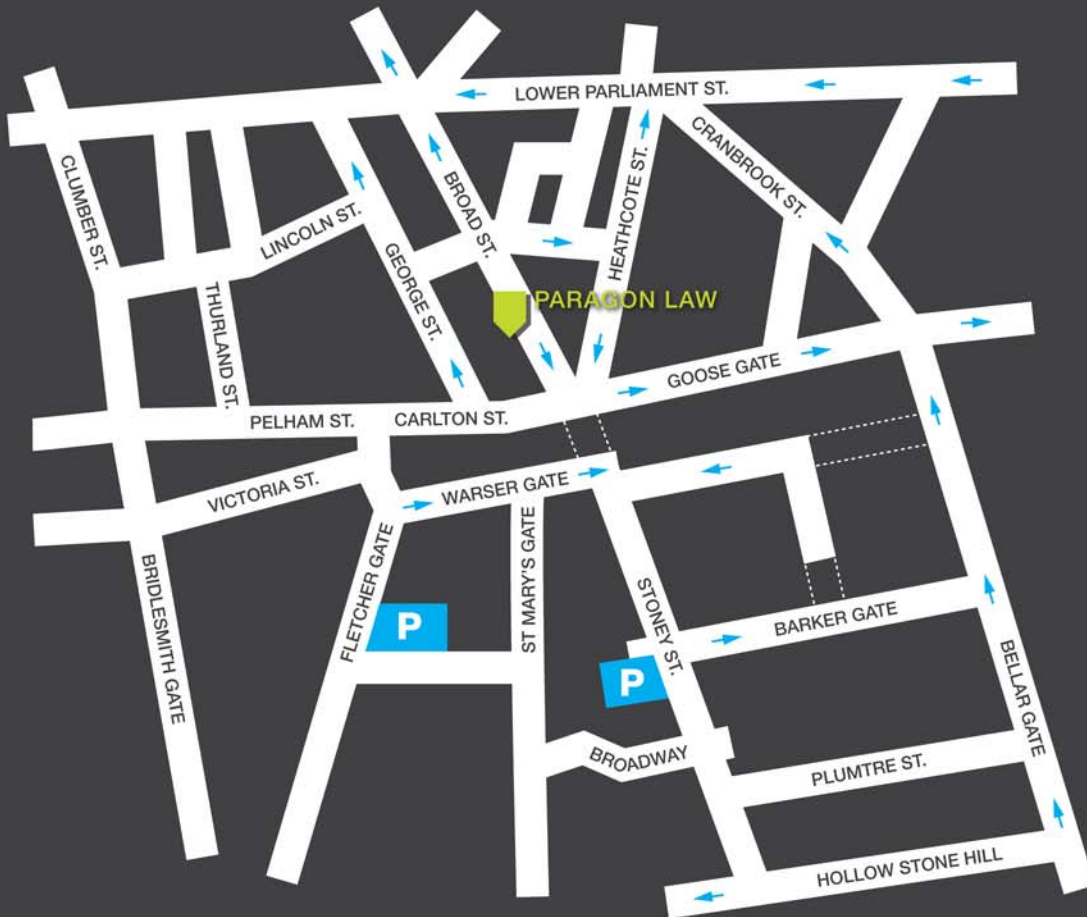 LOWER PARLIAMENT ST.
CLUMBER ST.
LINCOLN ST.
BROAD ST.
HEATHCOTE ST.
CRANBROOK ST.
THURLAND ST.
GEORGE ST.
PARAGON LAW
GOOSE GATE
PELHAM ST.
CARLTON ST.
VICTORIA ST.
WARSER GATE
BRIDLESMITH GATE
FLETCHER GATE
ST MARY'S GATE
STONEY ST.
BARKER GATE
P
P
BELLAR GATE
BROADWAY
PLUMTRE ST.
HOLLOW STONE HILL